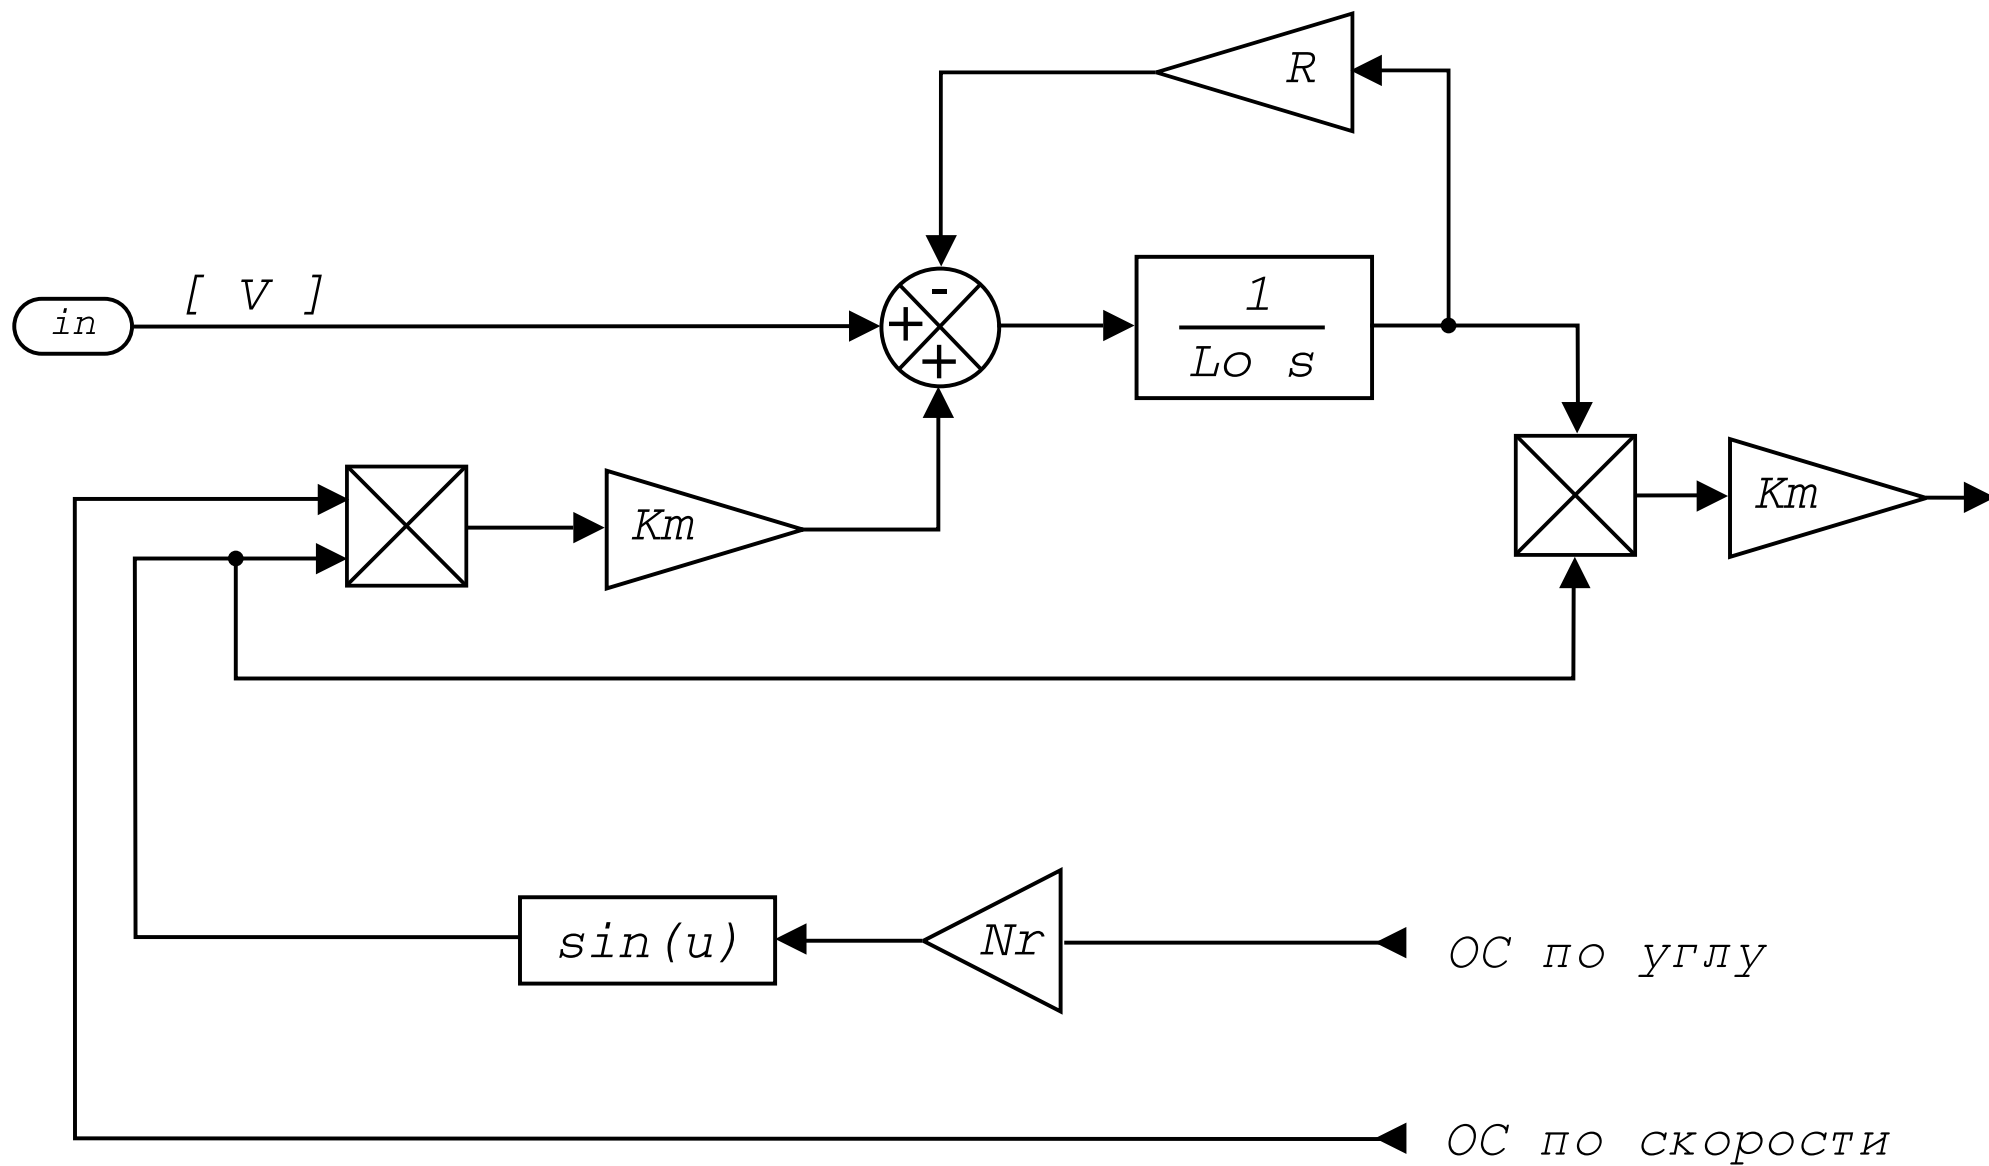 R
[ V ]
in
-
+
+
1
Lo s
Km
Km
sin(u)
Nr
ОС по углу
ОС по скорости